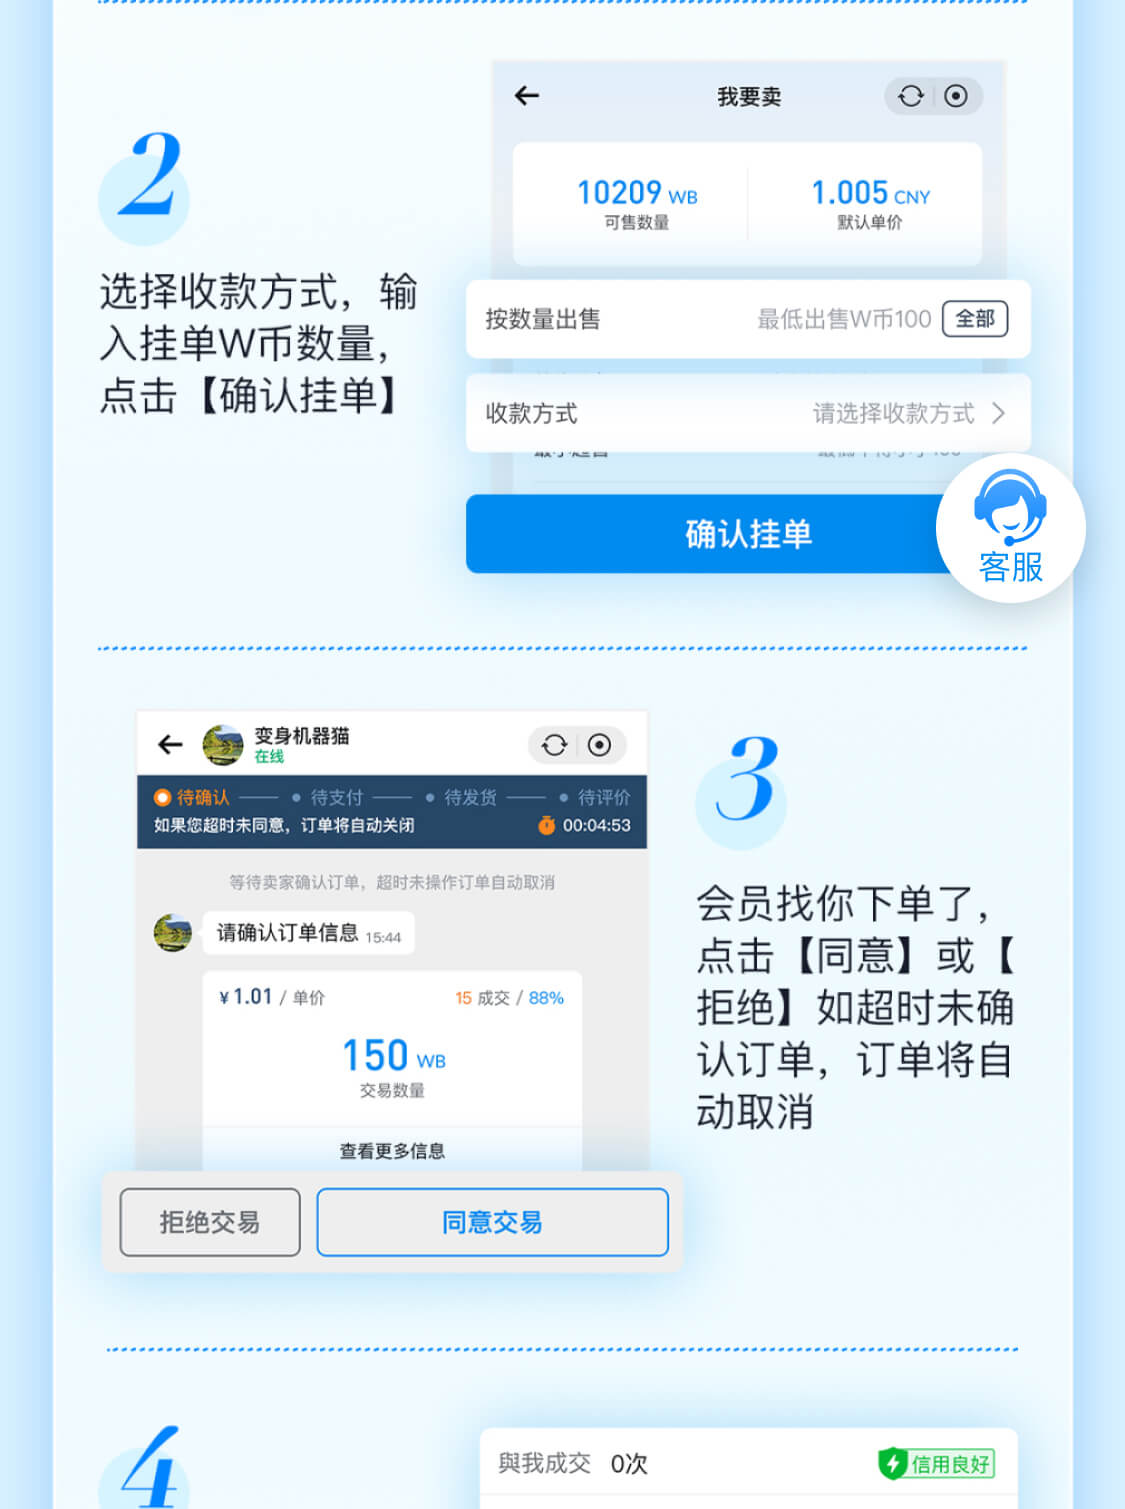 2
选择收款方式，输
入挂单W币数量，
点击【确认挂单】
我要卖
10209 WB
可售数量
1.005 CNY
默认单价
按数量出售
最低出售W币100
全部
收款方式
请选择收款方式
确认挂单
客服
变身机器猫
在线
待确认
待支付
待发货
待评价
如果您超时未同意，订单将自动关闭
00:04:53
等待卖家确认订单，超时未操作订单自动取消
请确认订单信息 15:44
¥1.01 / 单价
15 成交 / 88%
150 WB
交易数量
查看更多信息
拒绝交易
同意交易
3
会员找你下单了，
点击【同意】或【
拒绝】如超时未确
认订单，订单将自
动取消
4
與我成交 0次
信用良好